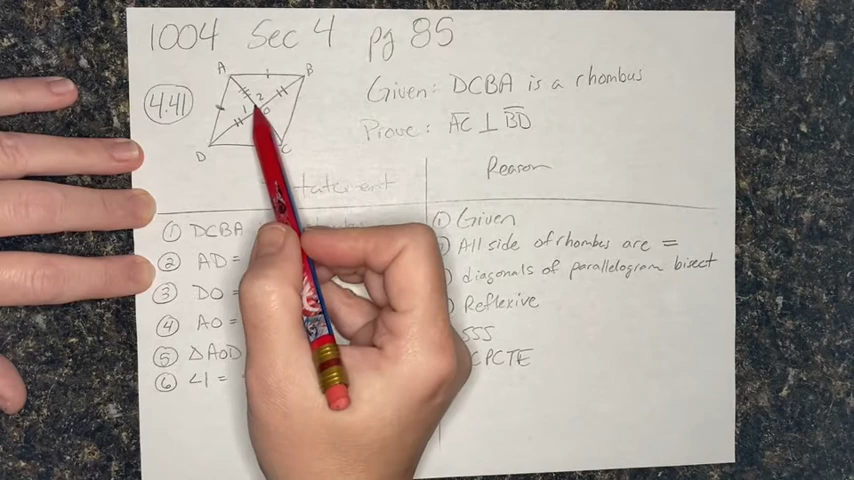 1004 Sec 4 pg 85
4.41
A B
1 2
O
D C
Given: DCBA is a rhombus
Prove: AC ⊥ BD
Statement Reason
① DCBA ① Given
② AD = All side of rhombus are =
③ DO = diagonals of parallelogram bisect
④ AO = Reflexive
⑤ △AOD SSS
⑥ ∠1 = CPCTE